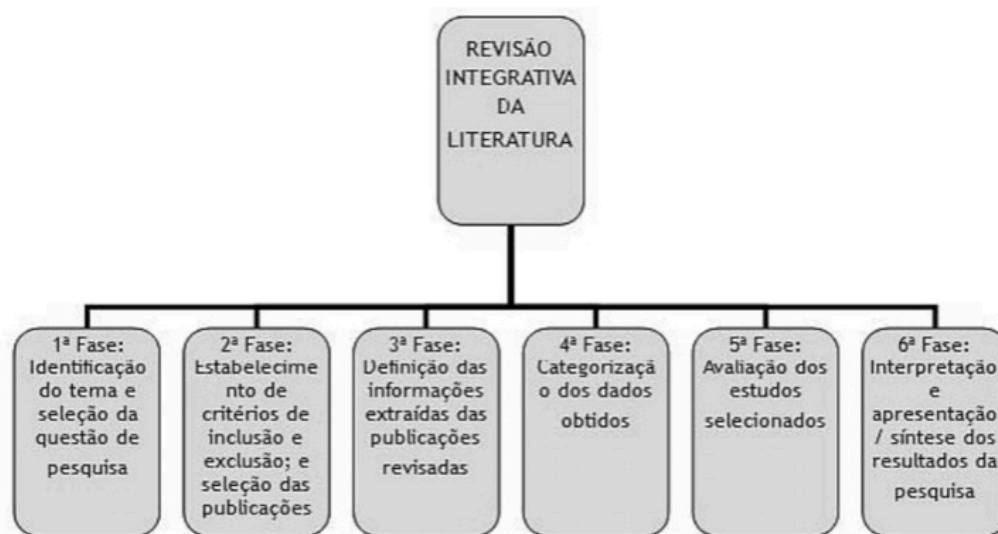 REVISÃO
INTEGRATIVA
DA
LITERATURA
1ª Fase:
Identificação
do tema e
seleção da
questão de
pesquisa
2ª Fase:
Estabelecime
nto de
critérios de
inclusão e
exclusão; e
seleção das
publicações
3ª Fase:
Definição das
informações
extraídas das
publicações
revisadas
4ª Fase:
Categorizaçã
o dos dados
obtidos
5ª Fase:
Avaliação dos
estudos
selecionados
6ª Fase:
Interpretação
e
apresentação
/ síntese dos
resultados da
pesquisa